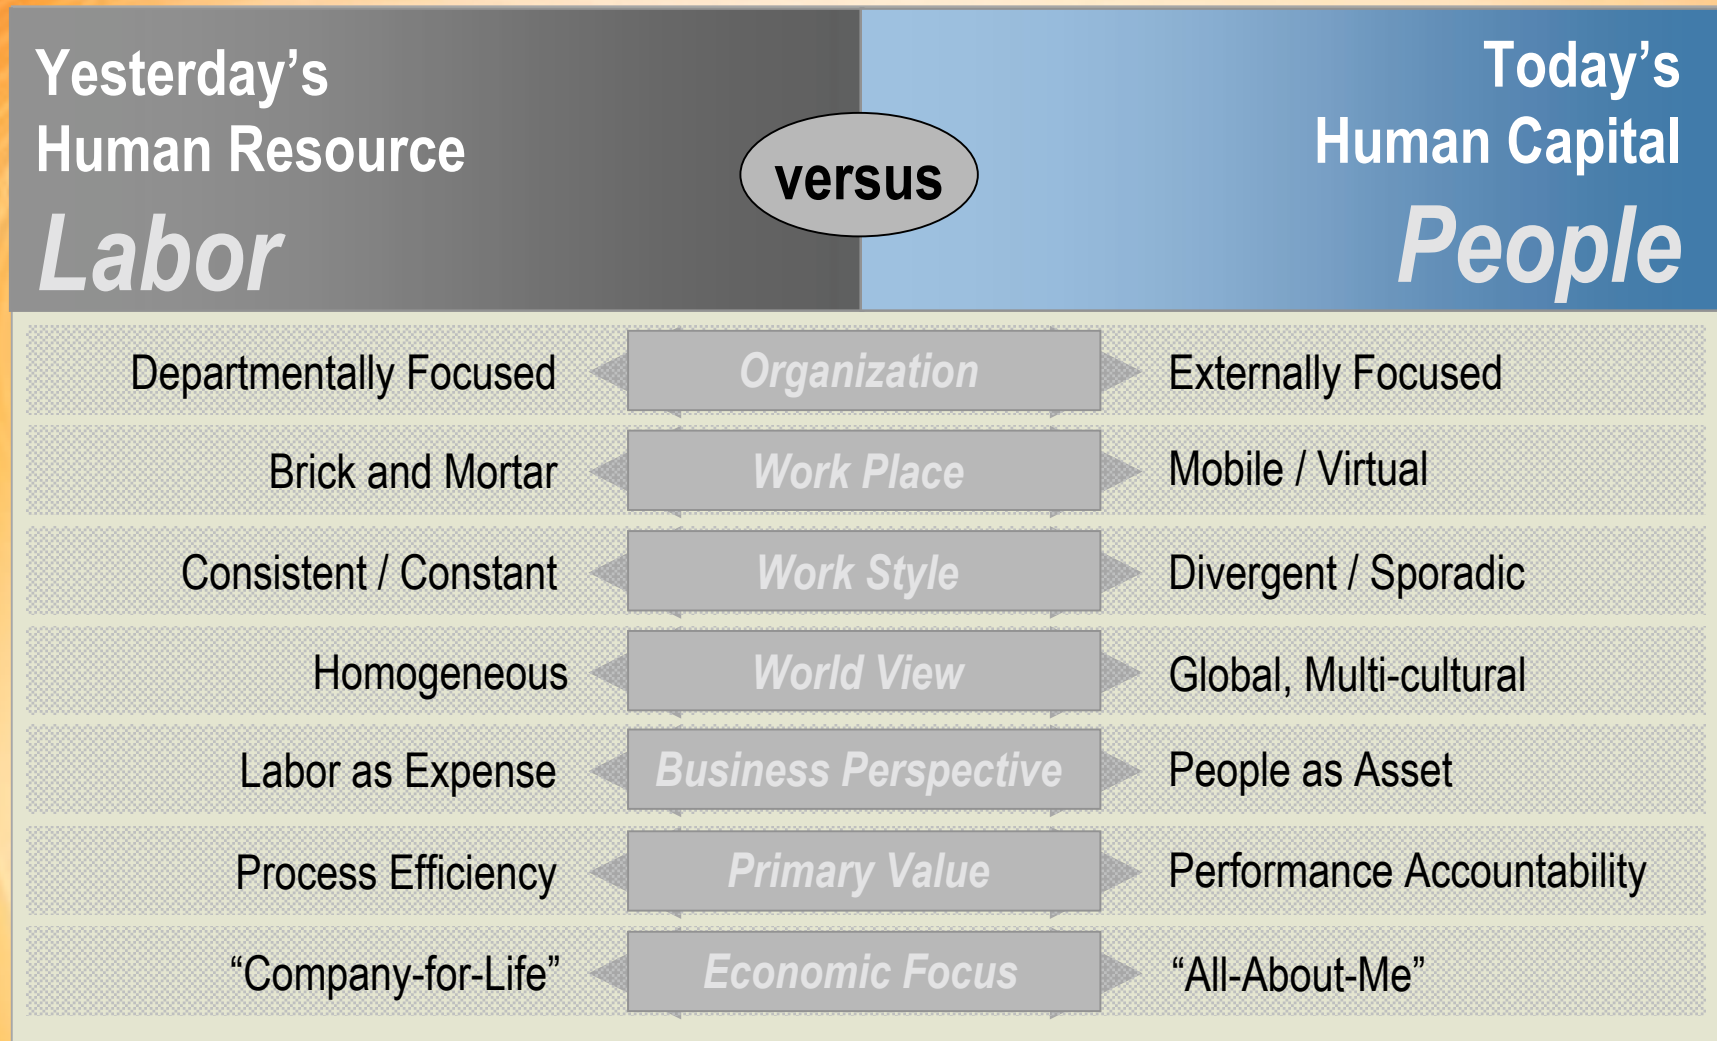 Yesterday’s
Human Resource
Labor
versus
Today’s
Human Capital
People
Departmentally Focused Organization Externally Focused
Brick and Mortar Work Place Mobile / Virtual
Consistent / Constant Work Style Divergent / Sporadic
Homogeneous World View Global, Multi-cultural
Labor as Expense Business Perspective People as Asset
Process Efficiency Primary Value Performance Accountability
“Company-for-Life” Economic Focus “All-About-Me”